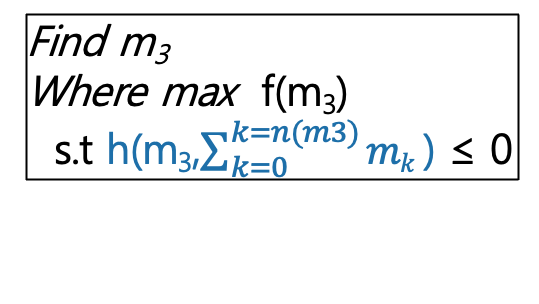 Find m₃
Where max f(m₃)
s.t h(m₃,∑ₖ₌₀ᵏ⁼ⁿ⁽ᵐ³⁾ mₖ) ≤ 0